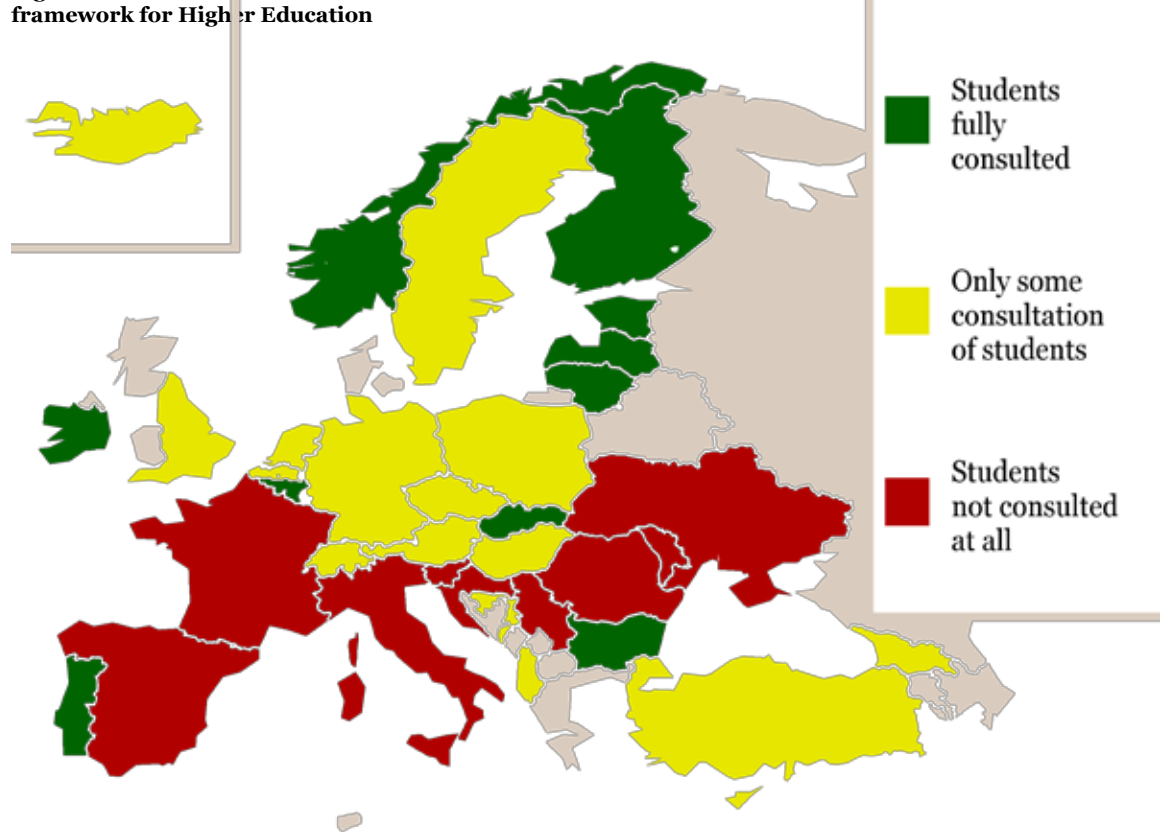 framework for Higher Education
Students
fully
consulted
Only some
consultation
of students
Students
not consulted
at all